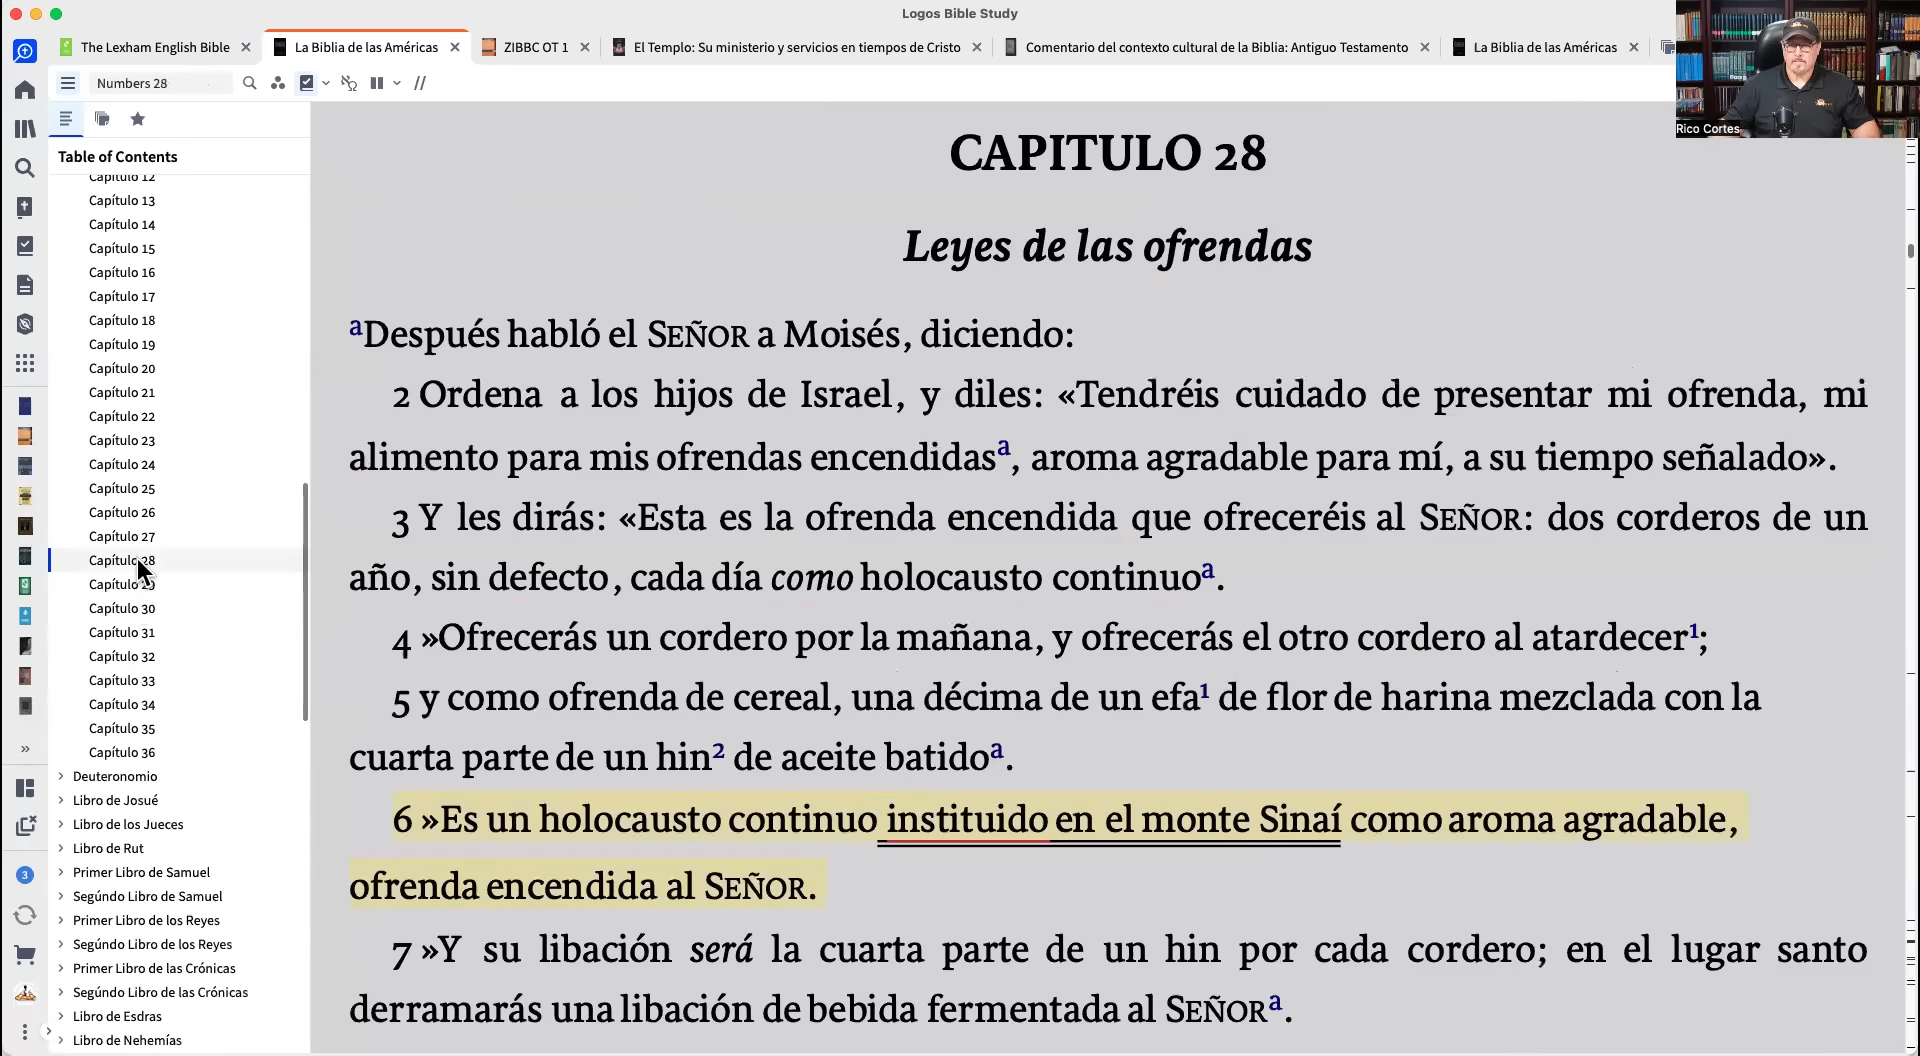 Logos Bible Study
The Lexham English Bible
La Biblia de las Américas
ZIBBC OT 1
El Templo: Su ministerio y servicios en tiempos de Cristo
Comentario del contexto cultural de la Biblia: Antiguo Testamento
La Biblia de las Américas
Rico Cortes
Numbers 28
Table of Contents
Capítulo 12
Capítulo 13
Capítulo 14
Capítulo 15
Capítulo 16
Capítulo 17
Capítulo 18
Capítulo 19
Capítulo 20
Capítulo 21
Capítulo 22
Capítulo 23
Capítulo 24
Capítulo 25
Capítulo 26
Capítulo 27
Capítulo 28
Capítulo 29
Capítulo 30
Capítulo 31
Capítulo 32
Capítulo 33
Capítulo 34
Capítulo 35
Capítulo 36
Deuteronomio
Libro de Josué
Libro de los Jueces
Libro de Rut
Primer Libro de Samuel
Segúndo Libro de Samuel
Primer Libro de los Reyes
Segúndo Libro de los Reyes
Primer Libro de las Crónicas
Segúndo Libro de las Crónicas
Libro de Esdras
Libro de Nehemías
3
CAPITULO 28
Leyes de las ofrendas
aDespués habló el SEÑOR a Moisés, diciendo:
2 Ordena a los hijos de Israel, y diles: «Tendréis cuidado de presentar mi ofrenda, mi
alimento para mis ofrendas encendidasa, aroma agradable para mí, a su tiempo señalado».
3 Y les dirás: «Esta es la ofrenda encendida que ofreceréis al SEÑOR: dos corderos de un
año, sin defecto, cada día como holocausto continuoa.
4 »Ofrecerás un cordero por la mañana, y ofrecerás el otro cordero al atardecer1;
5 y como ofrenda de cereal, una décima de un efa1 de flor de harina mezclada con la
cuarta parte de un hin2 de aceite batidoa.
6 »Es un holocausto continuo instituido en el monte Sinaí como aroma agradable,
ofrenda encendida al SEÑOR.
7 »Y su libación será la cuarta parte de un hin por cada cordero; en el lugar santo
derramarás una libación de bebida fermentada al SEÑORa.